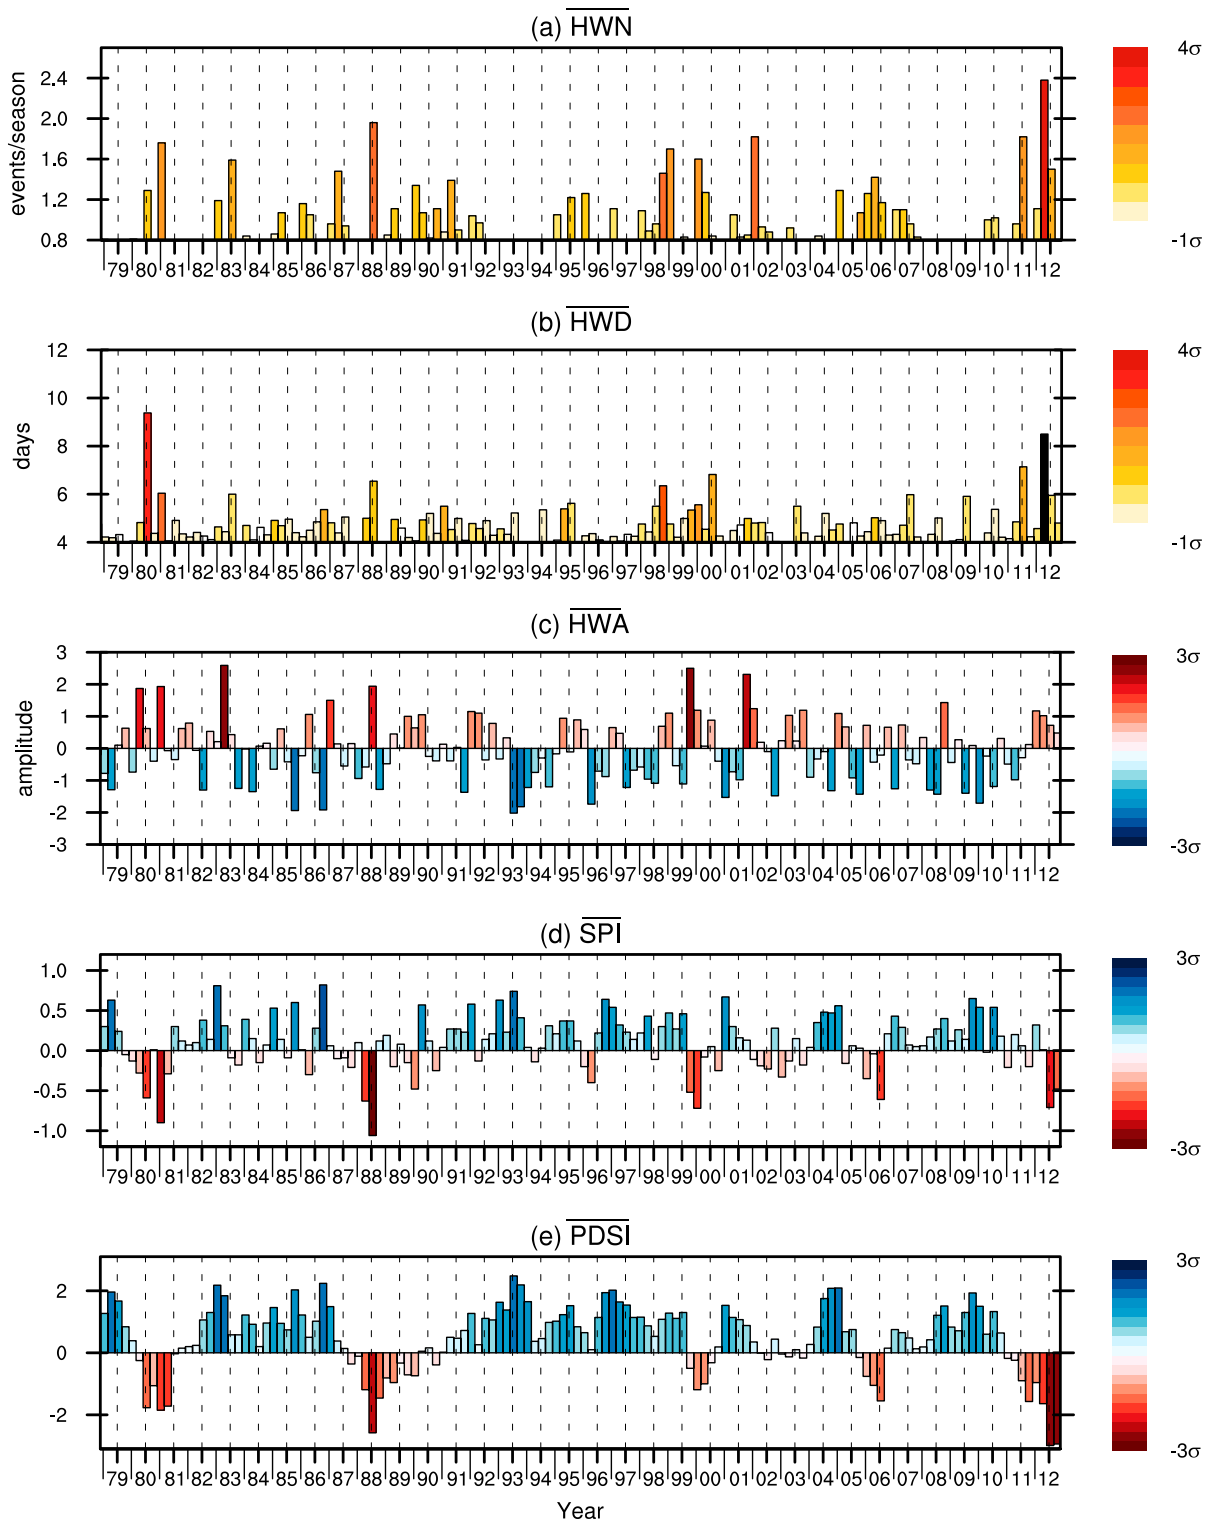 (a) HWN
events/season
2.4
2.0
1.6
1.2
0.8
79 80 81 82 83 84 85 86 87 88 89 90 91 92 93 94 95 96 97 98 99 00 01 02 03 04 05 06 07 08 09 10 11 12
4σ
-1σ
(b) HWD
days
12
10
8
6
4
79 80 81 82 83 84 85 86 87 88 89 90 91 92 93 94 95 96 97 98 99 00 01 02 03 04 05 06 07 08 09 10 11 12
4σ
-1σ
(c) HWA
amplitude
3
2
1
0
-1
-2
-3
79 80 81 82 83 84 85 86 87 88 89 90 91 92 93 94 95 96 97 98 99 00 01 02 03 04 05 06 07 08 09 10 11 12
3σ
-3σ
(d) SPI
1.0
0.5
0.0
-0.5
-1.0
79 80 81 82 83 84 85 86 87 88 89 90 91 92 93 94 95 96 97 98 99 00 01 02 03 04 05 06 07 08 09 10 11 12
3σ
-3σ
(e) PDSI
2
0
-2
79 80 81 82 83 84 85 86 87 88 89 90 91 92 93 94 95 96 97 98 99 00 01 02 03 04 05 06 07 08 09 10 11 12
Year
3σ
-3σ